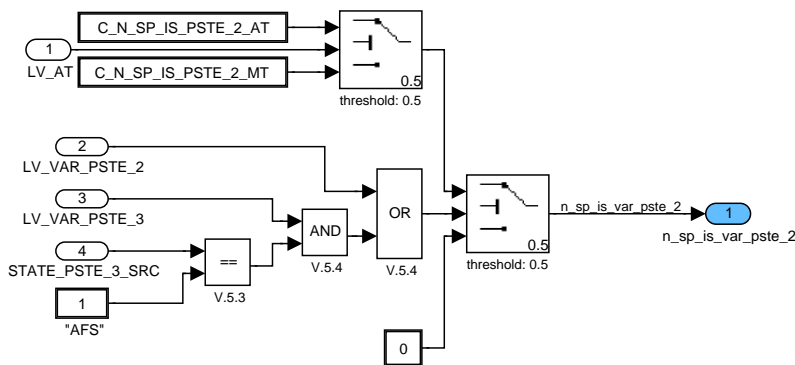 C_N_SP_IS_PSTE_2_AT
1
LV_AT
C_N_SP_IS_PSTE_2_MT
0.5
threshold: 0.5
2
LV_VAR_PSTE_2
3
LV_VAR_PSTE_3
4
STATE_PSTE_3_SRC
1
"AFS"
==
V.5.3
AND
V.5.4
OR
V.5.4
0
0.5
threshold: 0.5
n_sp_is_var_pste_2
1
n_sp_is_var_pste_2